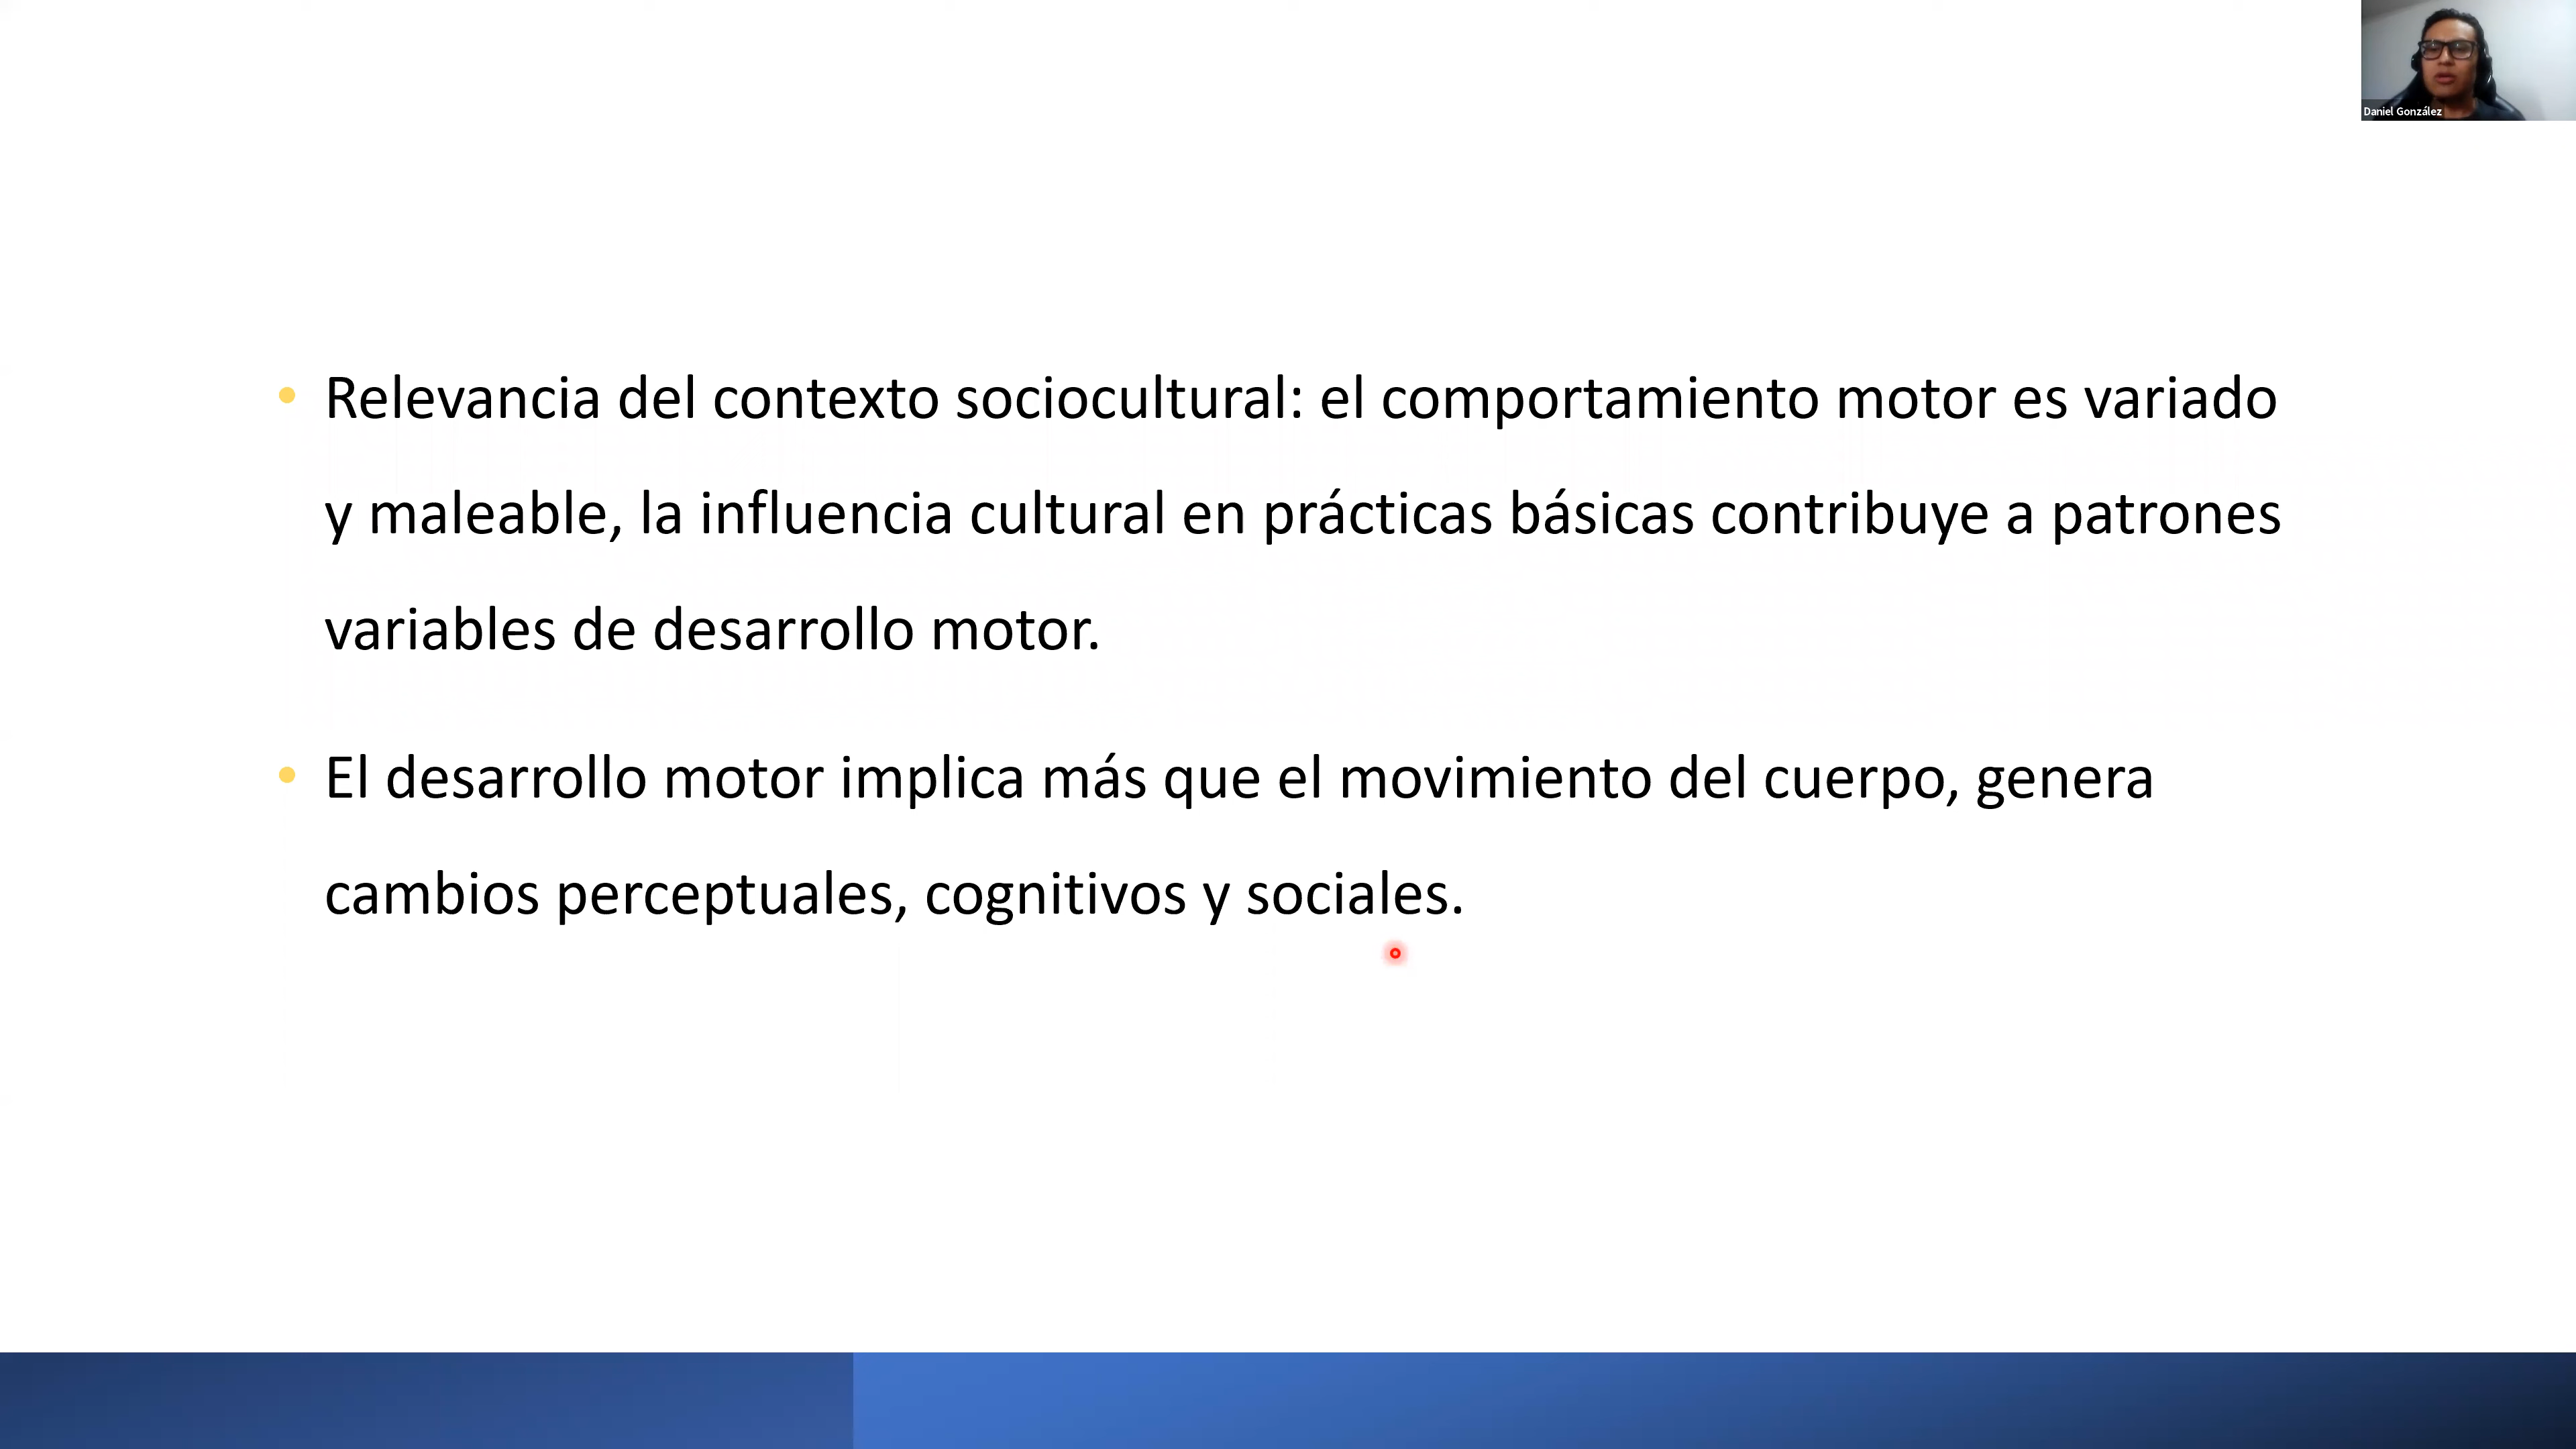 Daniel González
• Relevancia del contexto sociocultural: el comportamiento motor es variado
y maleable, la influencia cultural en prácticas básicas contribuye a patrones
variables de desarrollo motor.
• El desarrollo motor implica más que el movimiento del cuerpo, genera
cambios perceptuales, cognitivos y sociales.